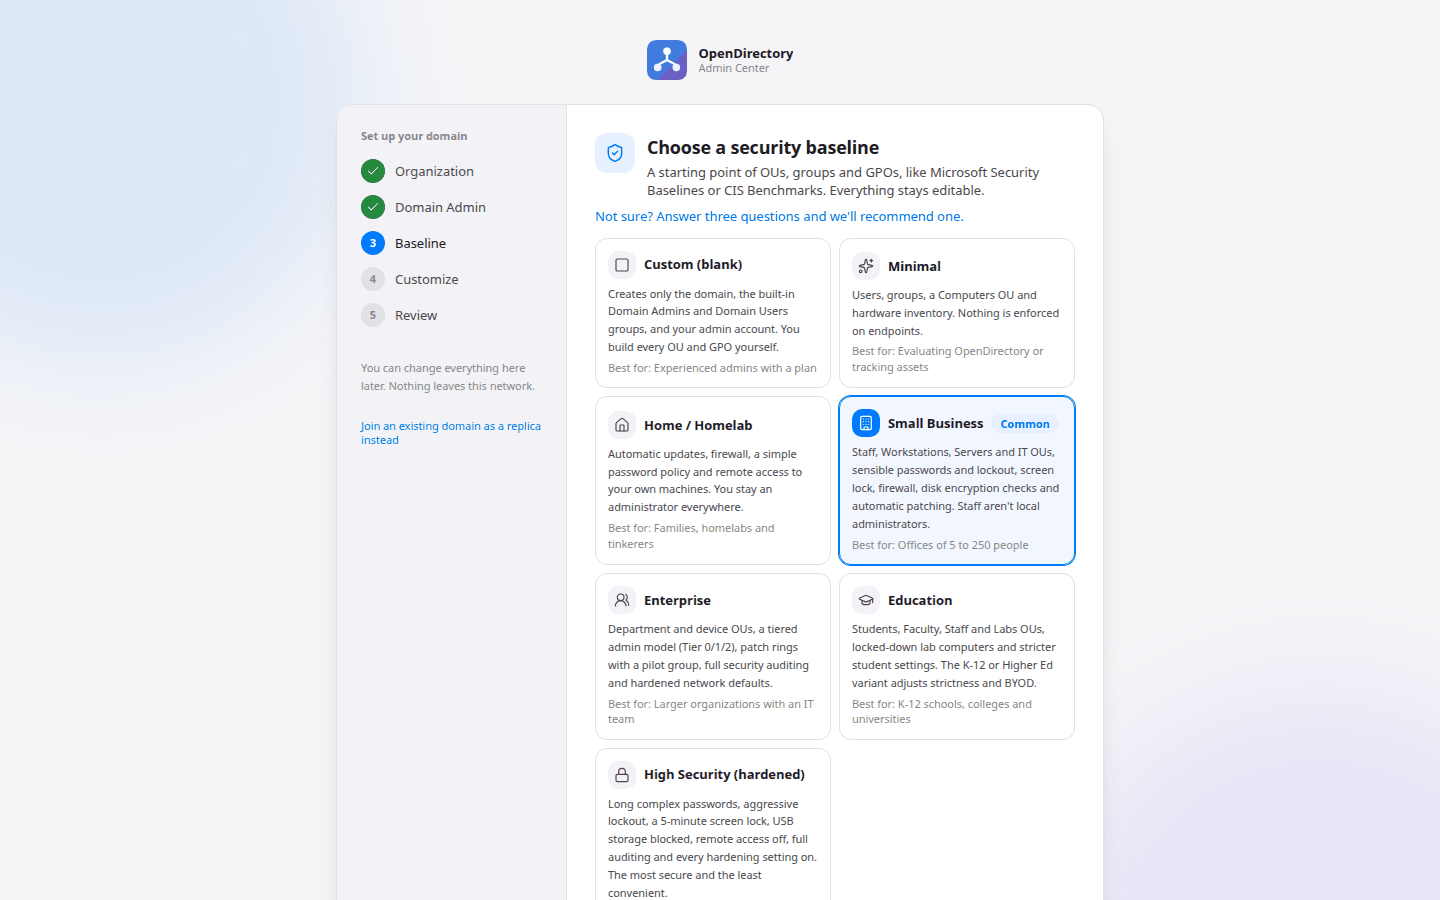 OpenDirectory
Admin Center
Set up your domain
Organization
Domain Admin
3 Baseline
4 Customize
5 Review
You can change everything here
later. Nothing leaves this network.
Join an existing domain as a replica
instead
Choose a security baseline
A starting point of OUs, groups and GPOs, like Microsoft Security
Baselines or CIS Benchmarks. Everything stays editable.
Not sure? Answer three questions and we'll recommend one.
Custom (blank)
Creates only the domain, the built-in
Domain Admins and Domain Users
groups, and your admin account. You
build every OU and GPO yourself.
Best for: Experienced admins with a plan
Minimal
Users, groups, a Computers OU and
hardware inventory. Nothing is enforced
on endpoints.
Best for: Evaluating OpenDirectory or
tracking assets
Home / Homelab
Automatic updates, firewall, a simple
password policy and remote access to
your own machines. You stay an
administrator everywhere.
Best for: Families, homelabs and
tinkerers
Small Business Common
Staff, Workstations, Servers and IT OUs,
sensible passwords and lockout, screen
lock, firewall, disk encryption checks and
automatic patching. Staff aren't local
administrators.
Best for: Offices of 5 to 250 people
Enterprise
Department and device OUs, a tiered
admin model (Tier 0/1/2), patch rings
with a pilot group, full security auditing
and hardened network defaults.
Best for: Larger organizations with an IT
team
Education
Students, Faculty, Staff and Labs OUs,
locked-down lab computers and stricter
student settings. The K-12 or Higher Ed
variant adjusts strictness and BYOD.
Best for: K-12 schools, colleges and
universities
High Security (hardened)
Long complex passwords, aggressive
lockout, a 5-minute screen lock, USB
storage blocked, remote access off, full
auditing and every hardening setting on.
The most secure and the least
convenient.